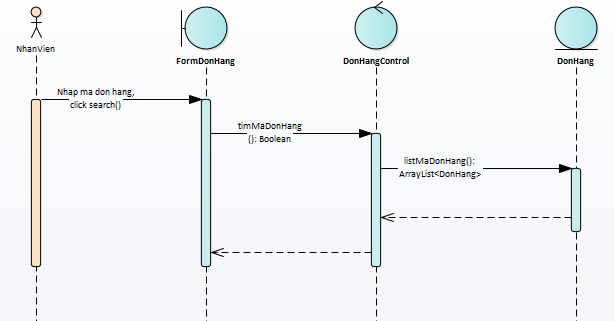 NhanVien
FormDonHang
DonHangControl
DonHang
Nhap ma don hang,
click search()
timMaDonHang
(): Boolean
listMaDonHang():
ArrayList<DonHang>